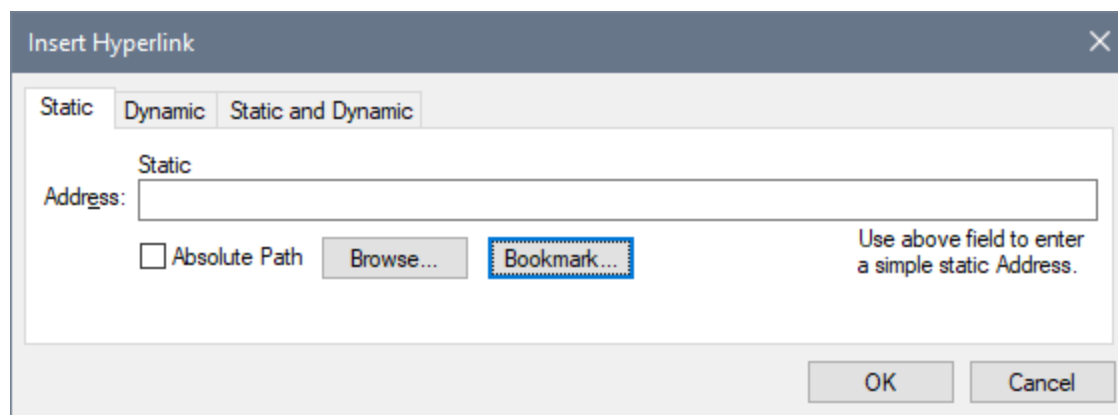 Insert Hyperlink
Static Dynamic Static and Dynamic
Static
Address:
Absolute Path Browse... Bookmark... Use above field to enter
a simple static Address.
OK Cancel